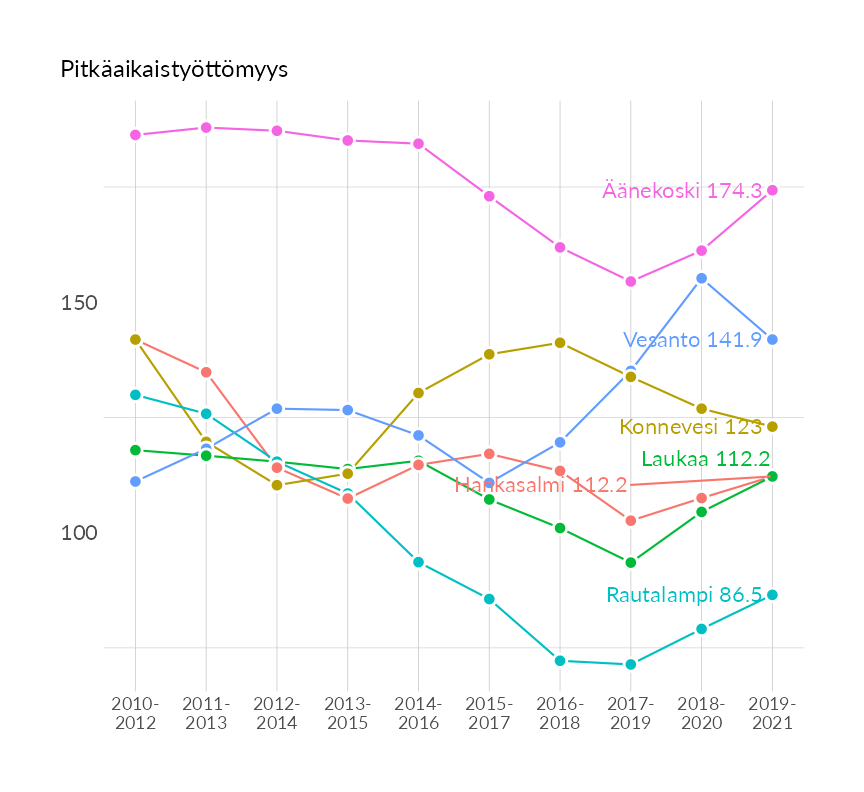 Pitkäaikaistyöttömyys
Äänekoski 174.3
150
Vesanto 141.9
Konnevesi 123
Laukaa 112.2
Hankasalmi 112.2
100
Rautalampi 86.5
2010- 2011- 2012- 2013- 2014- 2015- 2016- 2017- 2018- 2019-
2012 2013 2014 2015 2016 2017 2018 2019 2020 2021